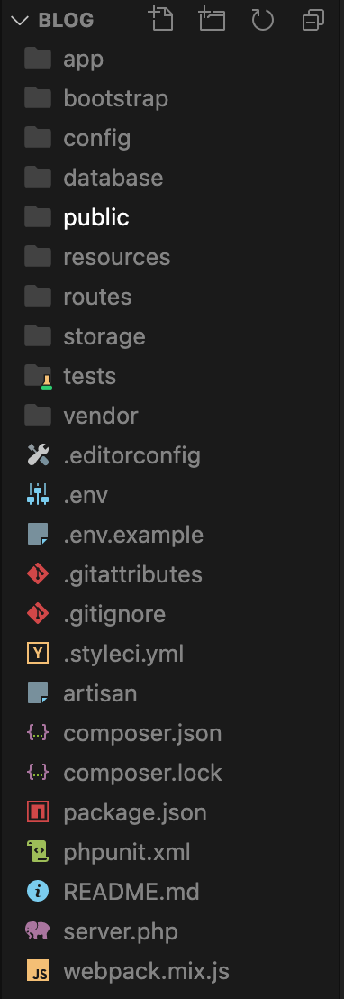 BLOG
app
bootstrap
config
database
public
resources
routes
storage
tests
vendor
.editorconfig
.env
.env.example
.gitattributes
.gitignore
Y .styleci.yml
artisan
{..} composer.json
{..} composer.lock
package.json
<> phpunit.xml
i README.md
server.php
JS webpack.mix.js